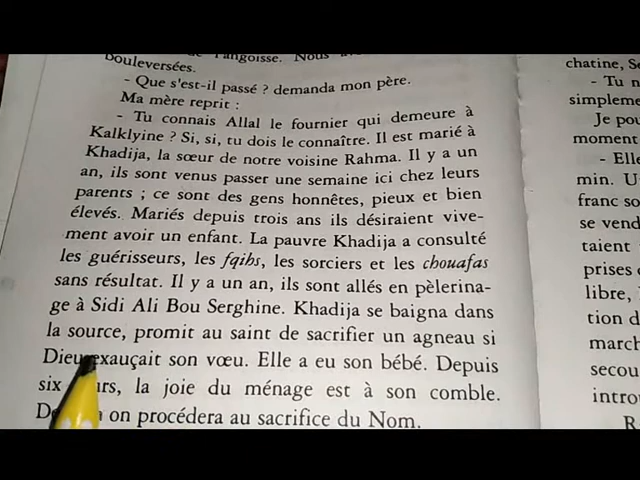 de l'angoisse. Nous
bouleversées.
- Que s'est-il passé ? demanda mon père.
Ma mère reprit :
- Tu connais Allal le fournier qui demeure à
Kalklyine ? Si, si, tu dois le connaître. Il est marié à
Khadija, la sœur de notre voisine Rahma. Il y a un
an, ils sont venus passer une semaine ici chez leurs
parents ; ce sont des gens honnêtes, pieux et bien
élevés. Mariés depuis trois ans ils désiraient vive-
ment avoir un enfant. La pauvre Khadija a consulté
les guérisseurs, les fqihs, les sorciers et les chouafas
sans résultat. Il y a un an, ils sont allés en pèlerina-
ge à Sidi Ali Bou Serghine. Khadija se baigna dans
la source, promit au saint de sacrifier un agneau si
Dieu exauçait son vœu. Elle a eu son bébé. Depuis
six la joie du ménage est à son comble.
on procédera au sacrifice du Nom.
chatine,
- Tu
simpleme
Je pou
moment
- Elle
min. U
franc so
se vend
taient
prises
libre,
tion d
march
secou
intro